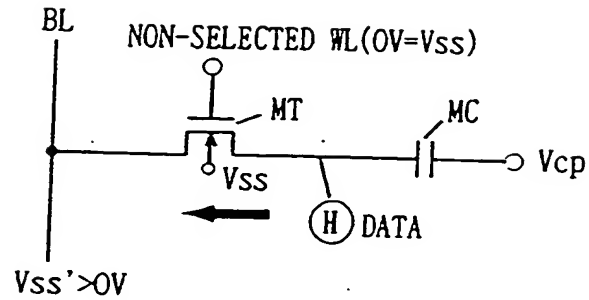 BL
NON-SELECTED WL(0V=Vss)
MT
MC
Vss
Vcp
H DATA
Vss'>0V